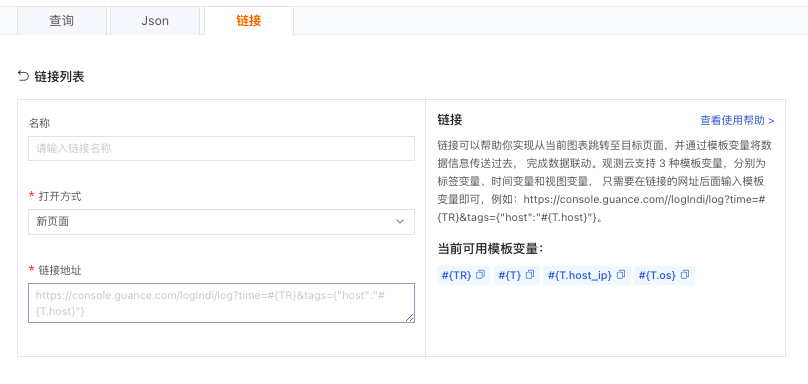 查询
Json
链接
链接列表
名称
请输入链接名称
* 打开方式
新页面
* 链接地址
https://console.guance.com/logIndi/log?time=#{TR}&tags={"host":"#
{T.host}"}
链接
查看使用帮助 >
链接可以帮助你实现从当前图表跳转至目标页面，并通过模板变量将数
据信息传送过去， 完成数据联动。观测云支持 3 种模板变量，分别为
标签变量、时间变量和视图变量， 只需要在链接的网址后面输入模板
变量即可，例如：https://console.guance.com//logIndi/log?time=#
{TR}&tags={"host":"#{T.host}"}。
当前可用模板变量：
#{TR}
#{T}
#{T.host_ip}
#{T.os}